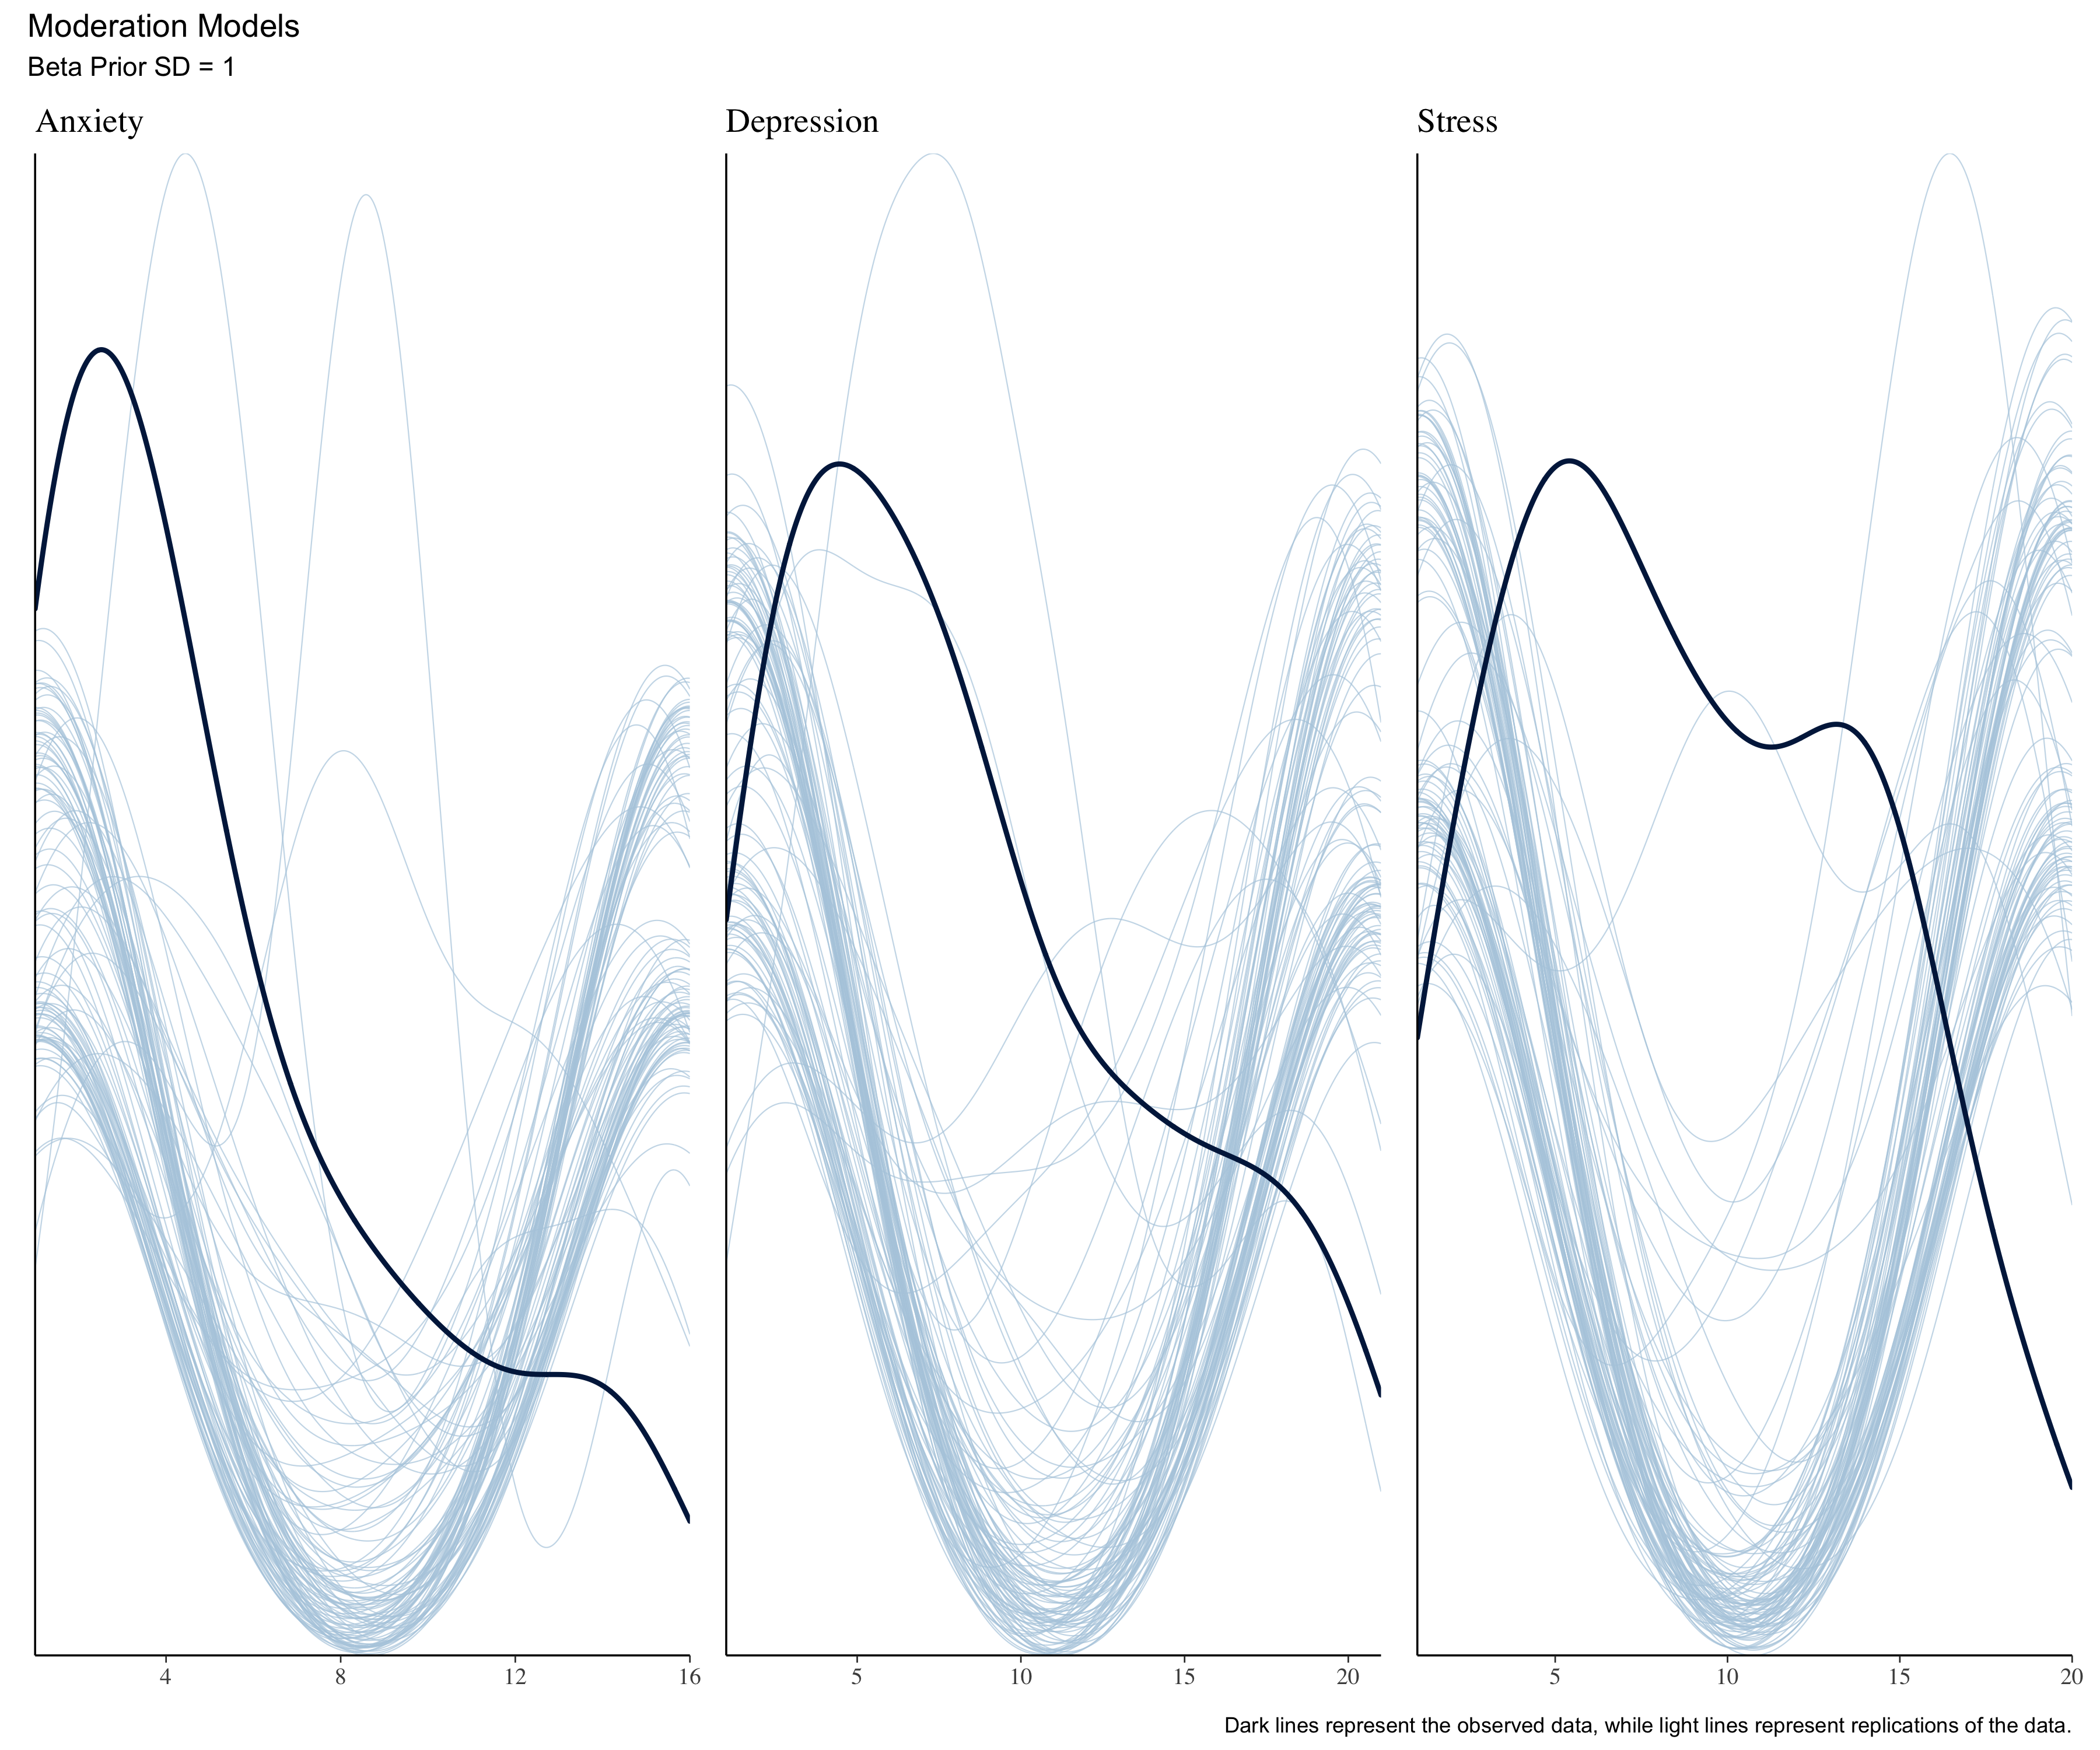 Moderation Models
Beta Prior SD = 1
Anxiety
Depression
Stress
4 8 12 16
5 10 15 20
5 10 15 20
Dark lines represent the observed data, while light lines represent replications of the data.